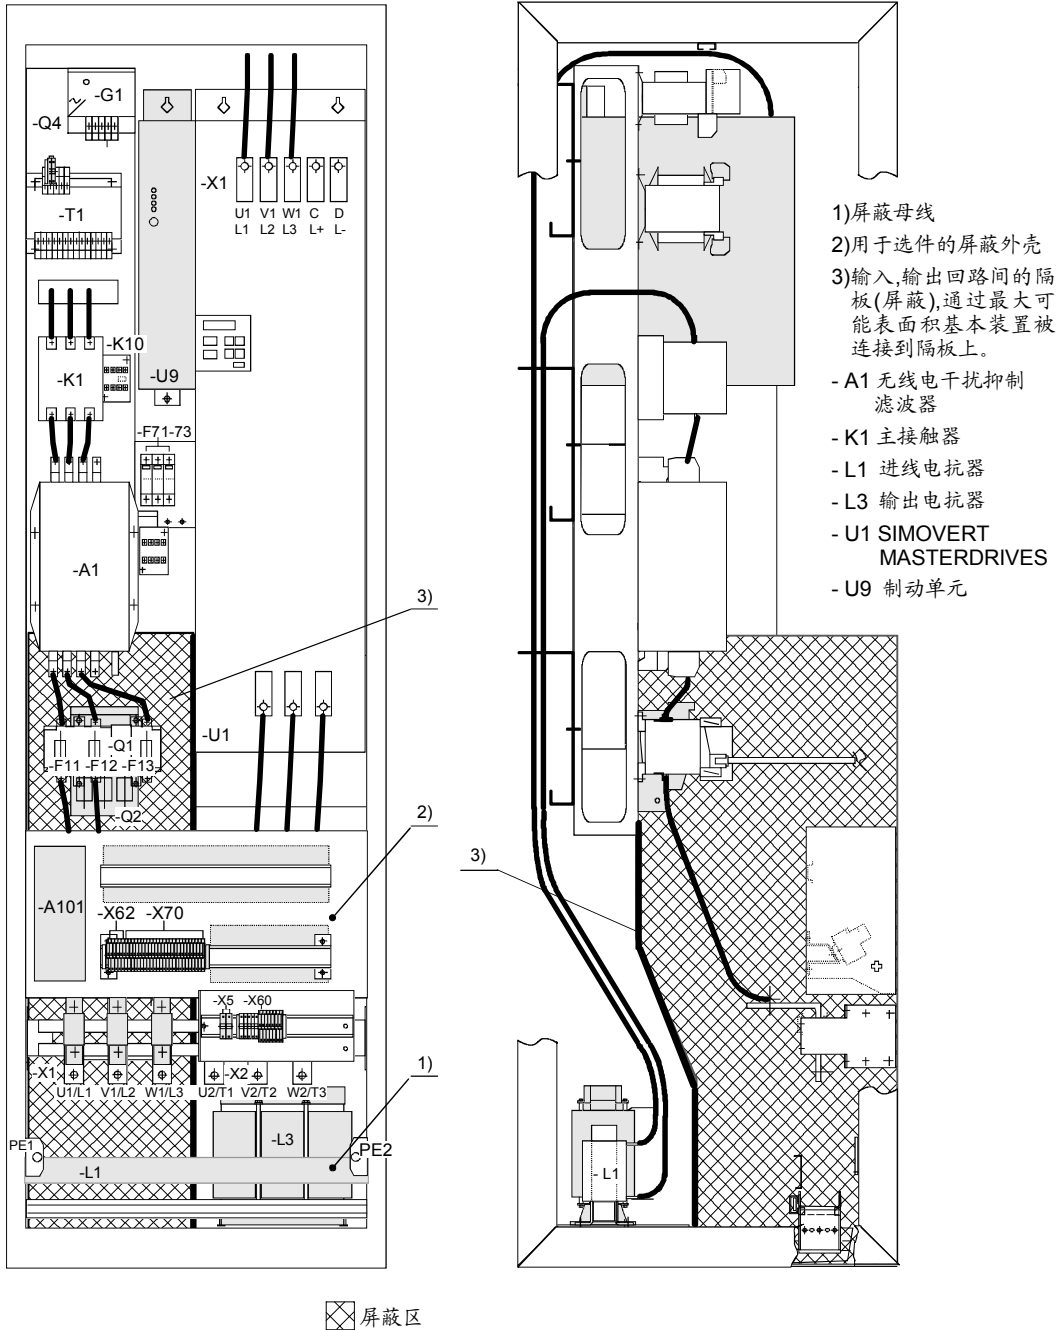 -G1
-Q4
-X1
U1 V1 W1 C D
L1 L2 L3 L+ L-
-T1
-K10
-K1
-U9
-F71-73
-A1
3)
-U1
-Q1
-F11 -F12 -F13
-Q2
2)
-A101
-X62 -X70
-X5 -X60
-X1
-X2
1)
U1/L1 V1/L2 W1/L3 U2/T1 V2/T2 W2/T3
PE1
-L3
PE2
-L1
3)
- L1
1)屏蔽母线
2)用于选件的屏蔽外壳
3)输入,输出回路间的隔
板(屏蔽),通过最大可
能表面积基本装置被
连接到隔板上。
- A1 无线电干扰抑制
滤波器
- K1 主接触器
- L1 进线电抗器
- L3 输出电抗器
- U1 SIMOVERT
MASTERDRIVES
- U9 制动单元
屏蔽区